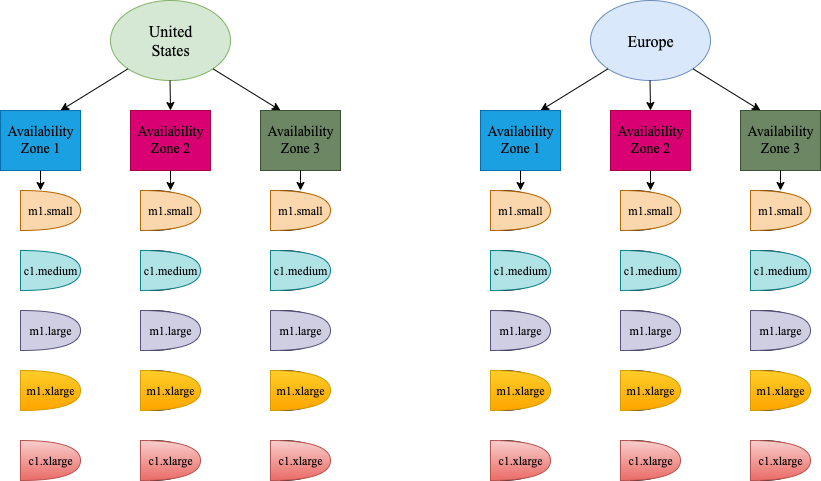 United
States
Europe
Availability
Zone 1
Availability
Zone 2
Availability
Zone 3
Availability
Zone 1
Availability
Zone 2
Availability
Zone 3
m1.small
m1.small
m1.small
m1.small
m1.small
m1.small
c1.medium
c1.medium
c1.medium
c1.medium
c1.medium
c1.medium
m1.large
m1.large
m1.large
m1.large
m1.large
m1.large
m1.xlarge
m1.xlarge
m1.xlarge
m1.xlarge
m1.xlarge
m1.xlarge
c1.xlarge
c1.xlarge
c1.xlarge
c1.xlarge
c1.xlarge
c1.xlarge